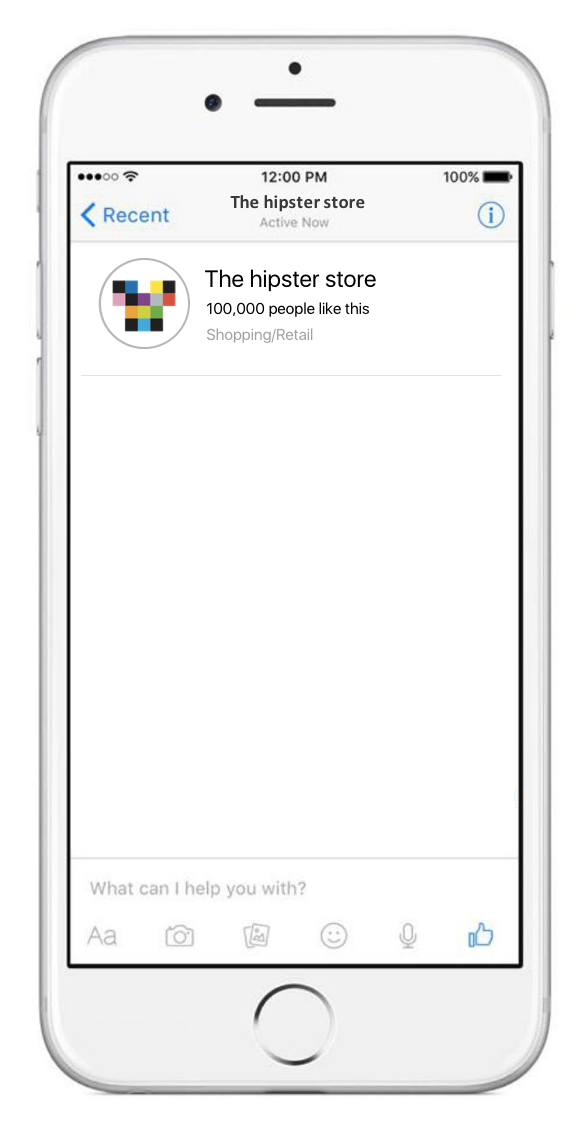 12:00 PM
100%
Recent
The hipster store
Active Now
The hipster store
100,000 people like this
Shopping/Retail
What can I help you with?
Aa